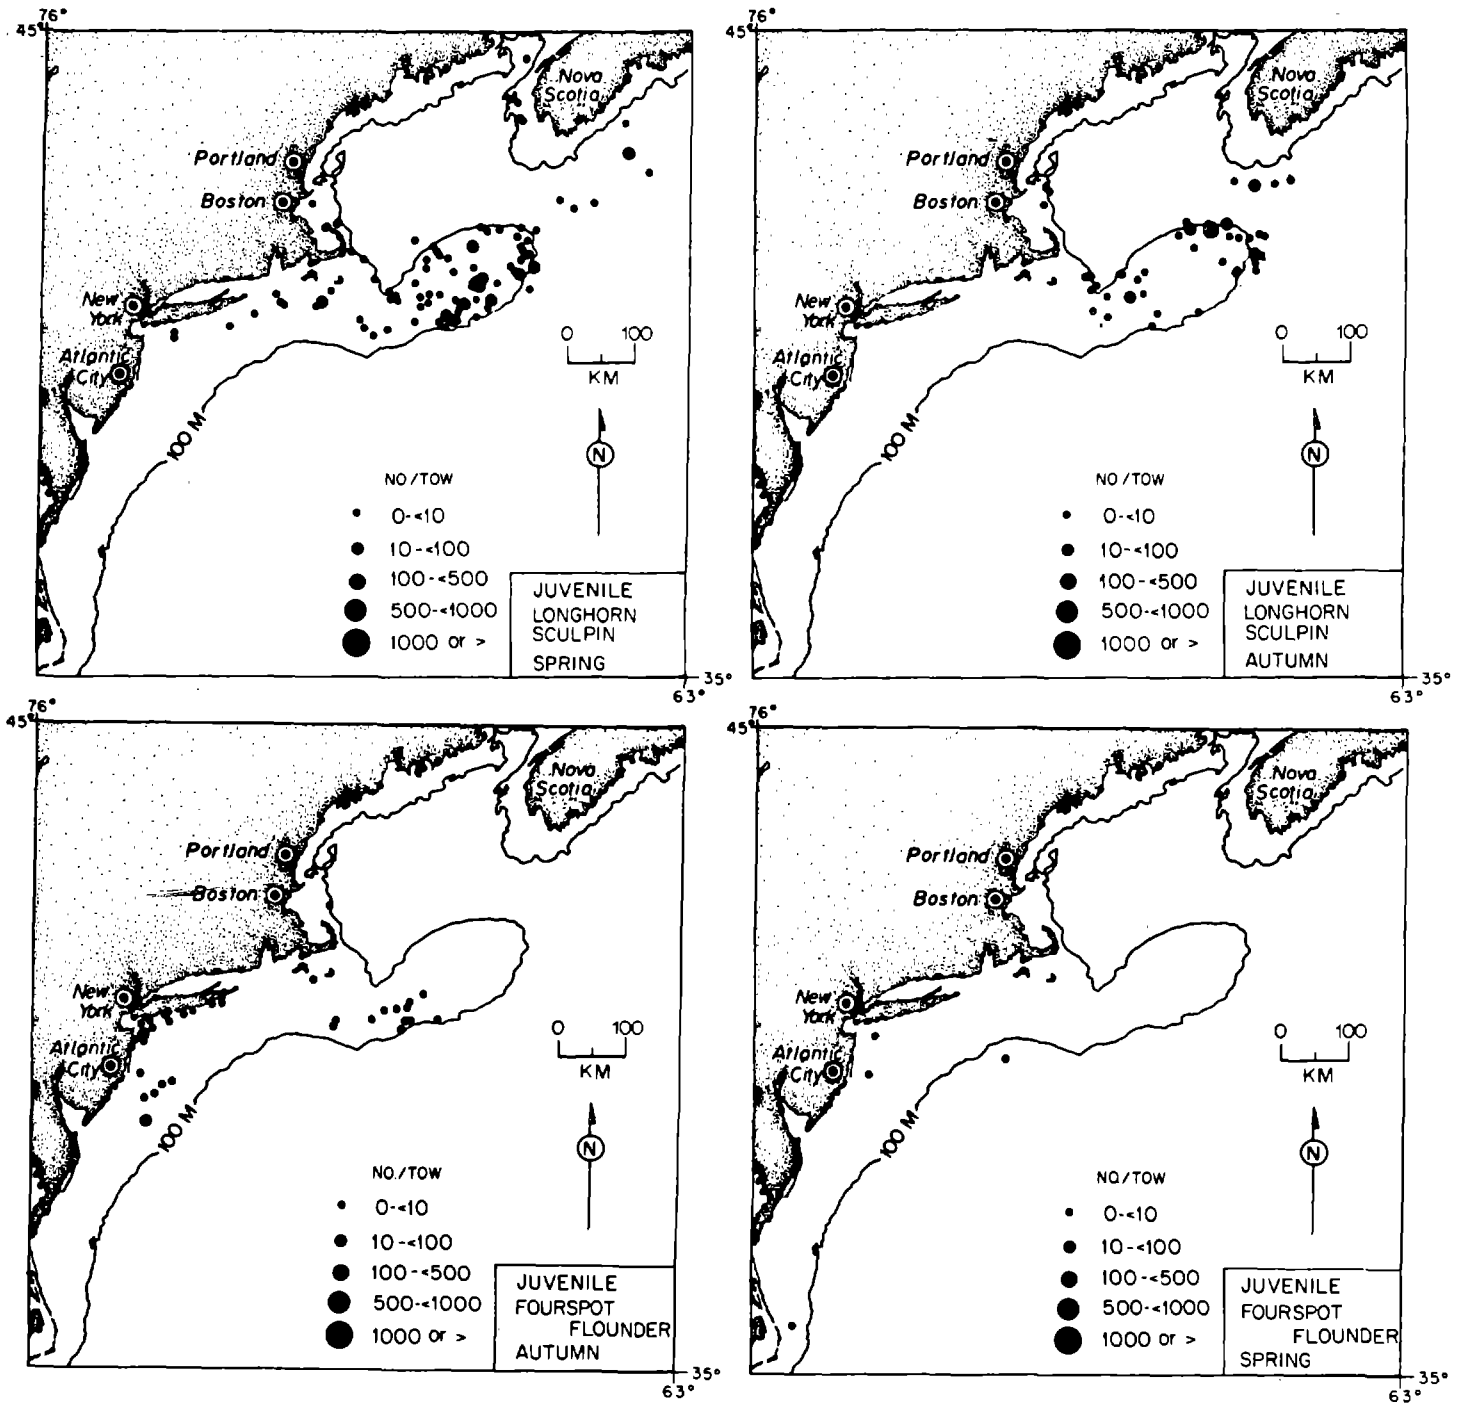 76°
45°
Nova
Scotia
Portland
Boston
New
York
Atlantic
City
0 100
KM
100 M
N
NO./TOW
0-<10
10-<100
100-<500
500-<1000
1000 or >
JUVENILE
LONGHORN
SCULPIN
SPRING
35°
63°
76°
45°
Nova
Scotia
Portland
Boston
New
York
Atlantic
City
0 100
KM
100 M
N
NO/TOW
0-<10
10-<100
100-<500
500-<1000
1000 or >
JUVENILE
LONGHORN
SCULPIN
AUTUMN
35°
63°
76°
45°
Nova
Scotia
Portland
Boston
New
York
Atlantic
City
0 100
KM
100 M
N
NO./TOW
0-<10
10-<100
100-<500
500-<1000
1000 or >
JUVENILE
FOURSPOT
FLOUNDER
AUTUMN
35°
63°
76°
45°
Nova
Scotia
Portland
Boston
New
York
Atlantic
City
0 100
KM
100 M
N
NO/TOW
0-<10
10-<100
100-<500
500-<1000
1000 or >
JUVENILE
FOURSPOT
FLOUNDER
SPRING
35°
63°